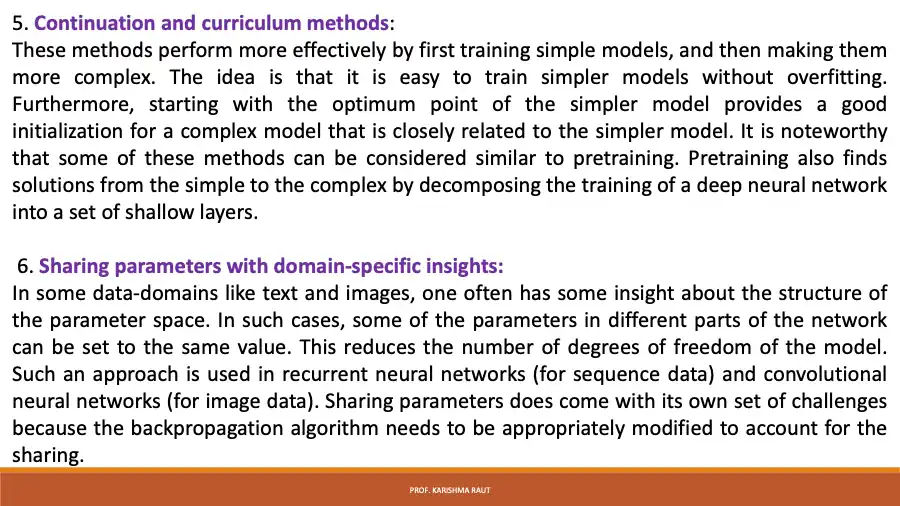 5. Continuation and curriculum methods:
These methods perform more effectively by first training simple models, and then making them
more complex. The idea is that it is easy to train simpler models without overfitting.
Furthermore, starting with the optimum point of the simpler model provides a good
initialization for a complex model that is closely related to the simpler model. It is noteworthy
that some of these methods can be considered similar to pretraining. Pretraining also finds
solutions from the simple to the complex by decomposing the training of a deep neural network
into a set of shallow layers.
6. Sharing parameters with domain-specific insights:
In some data-domains like text and images, one often has some insight about the structure of
the parameter space. In such cases, some of the parameters in different parts of the network
can be set to the same value. This reduces the number of degrees of freedom of the model.
Such an approach is used in recurrent neural networks (for sequence data) and convolutional
neural networks (for image data). Sharing parameters does come with its own set of challenges
because the backpropagation algorithm needs to be appropriately modified to account for the
sharing.
PROF. KARISHMA RAUT